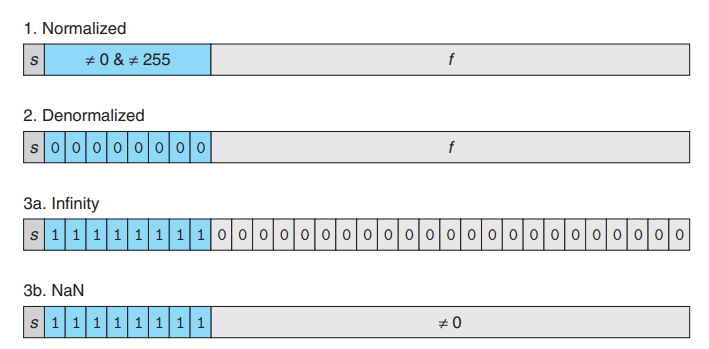 1. Normalized
s ≠ 0 & ≠ 255 f
2. Denormalized
s 0 0 0 0 0 0 0 0 f
3a. Infinity
s 1 1 1 1 1 1 1 1 0 0 0 0 0 0 0 0 0 0 0 0 0 0 0 0 0 0 0 0 0 0 0
3b. NaN
s 1 1 1 1 1 1 1 1 ≠ 0